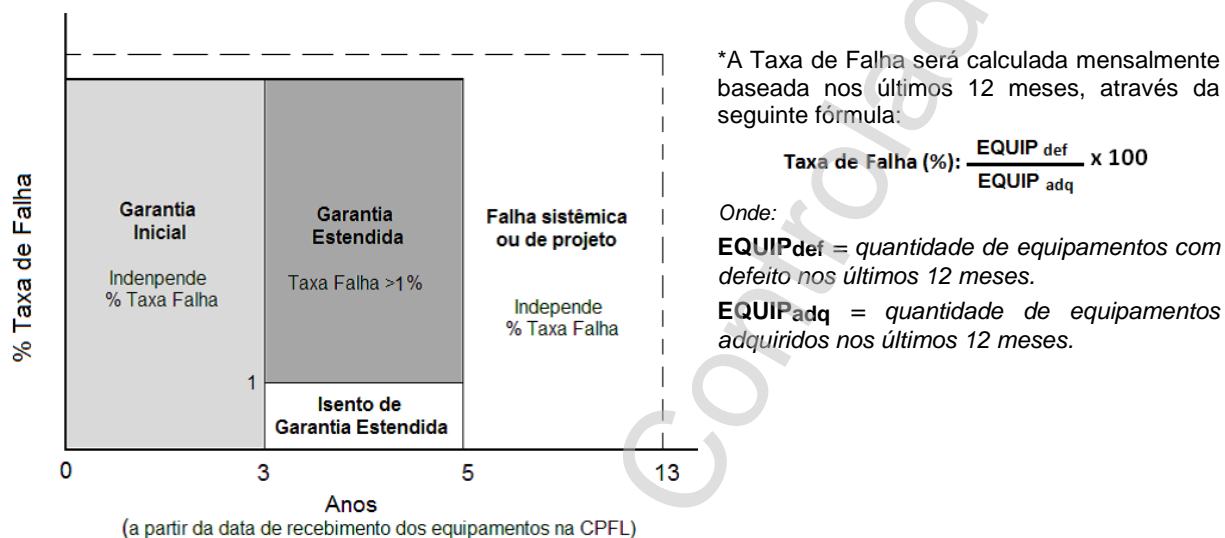 % Taxa de Falha
Garantia
Inicial
Indenpende
% Taxa Falha
Garantia
Estendida
Taxa Falha >1%
Falha sistêmica
ou de projeto
Independe
% Taxa Falha
1
Isento de
Garantia Estendida
0
3
5
13
Anos
(a partir da data de recebimento dos equipamentos na CPFL)
*A Taxa de Falha será calculada mensalmente
baseada nos últimos 12 meses, através da
seguinte fórmula:
Taxa de Falha (%): EQUIP def / EQUIP adq x 100
Onde:
EQUIPdef = quantidade de equipamentos com
defeito nos últimos 12 meses.
EQUIPadq = quantidade de equipamentos
adquiridos nos últimos 12 meses.
Controlad